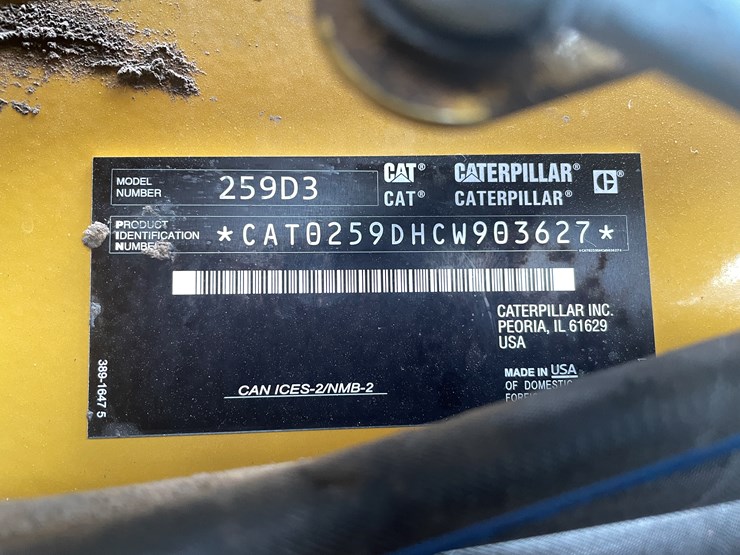 MODEL
NUMBER
259D3
CAT® CATERPILLAR®
CAT® CATERPILLAR®
PRODUCT
IDENTIFICATION
NUMBER
*CAT0259DHCW903627*
CATERPILLAR INC.
PEORIA, IL 61629
USA
389-1647 5
CAN ICES-2/NMB-2
MADE IN USA
OF DOMESTIC